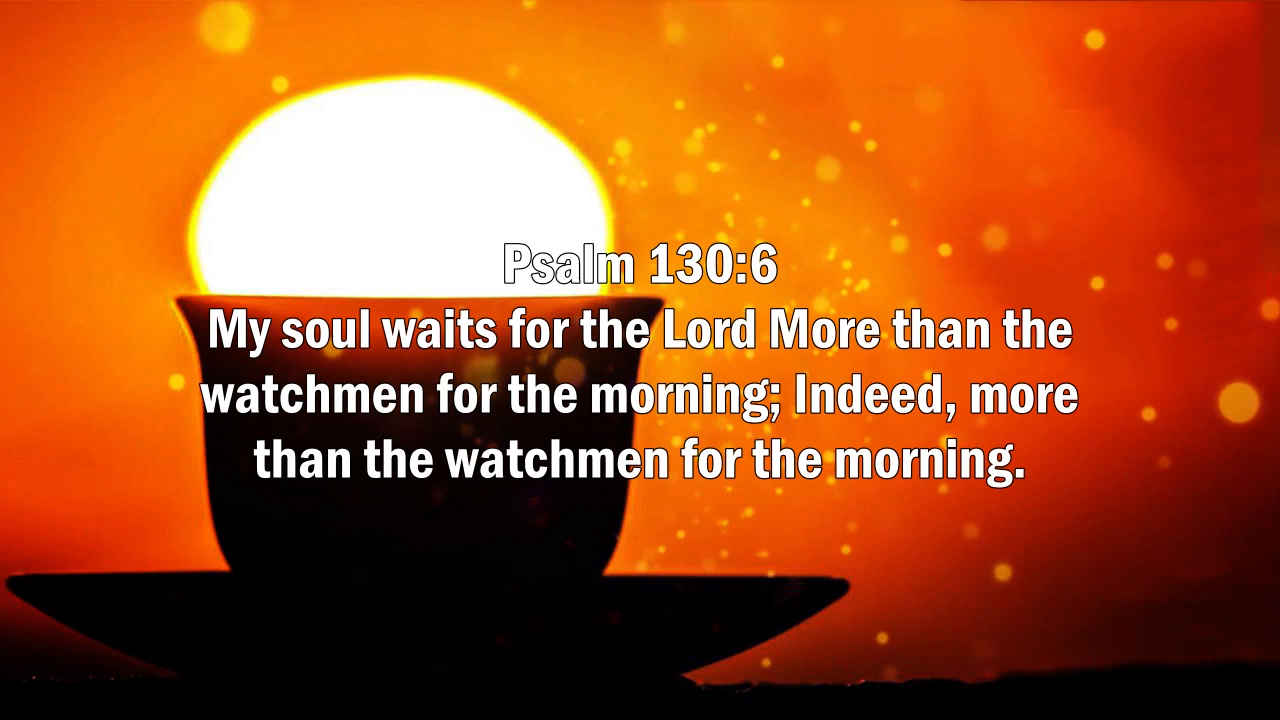 Psalm 130:6
My soul waits for the Lord More than the
watchmen for the morning; Indeed, more
than the watchmen for the morning.